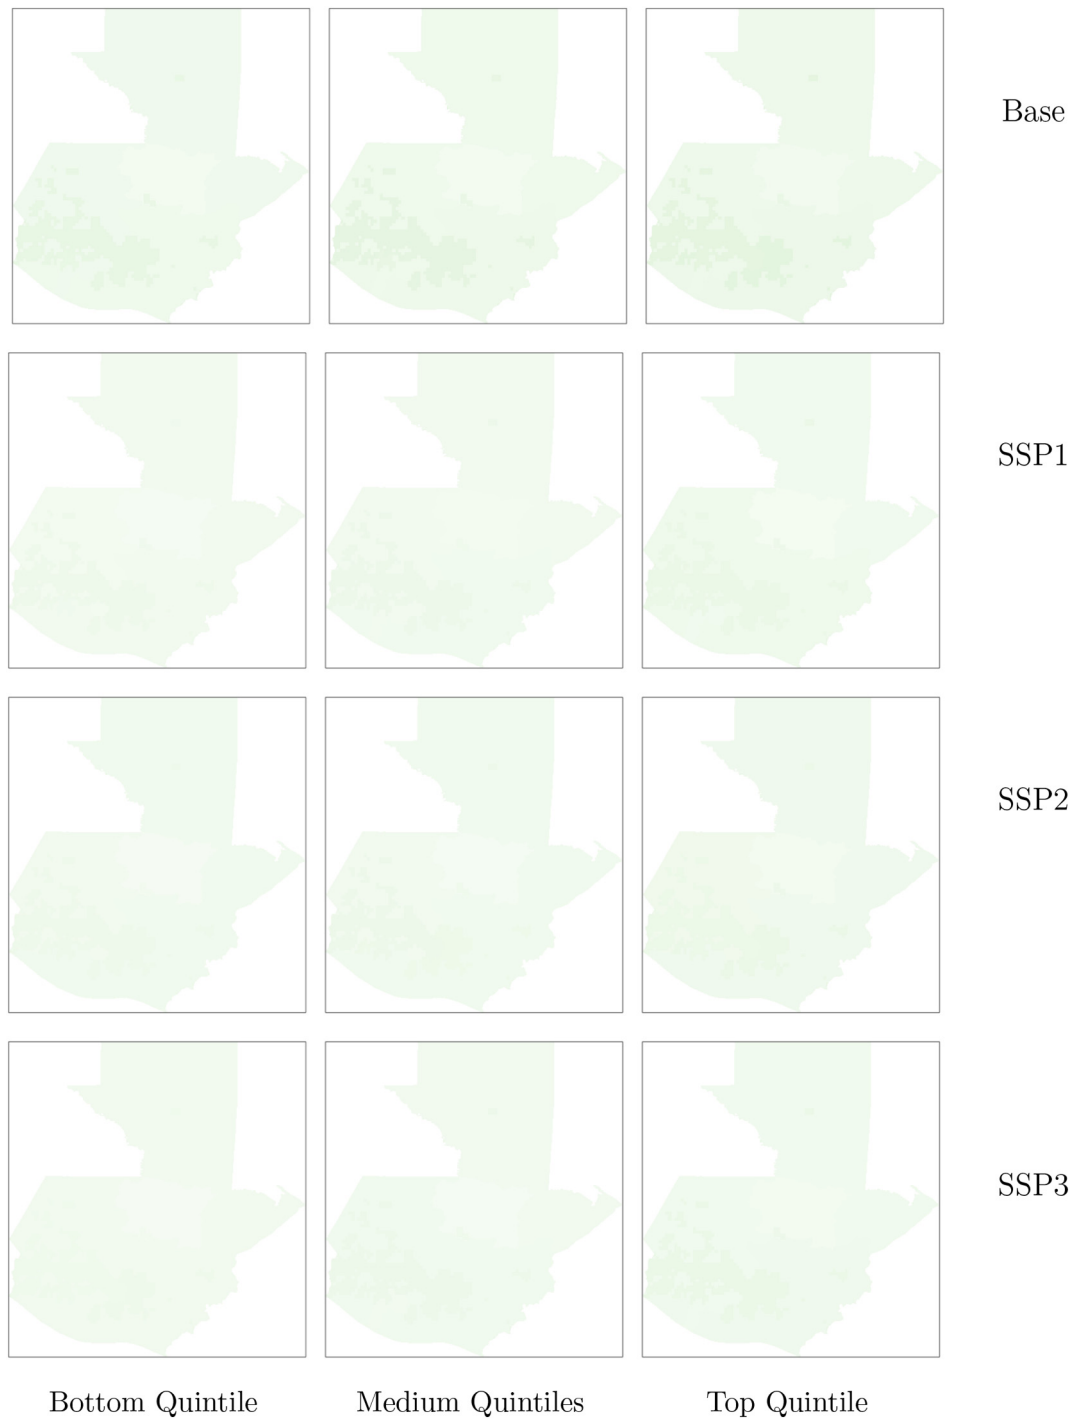 Base
SSP1
SSP2
SSP3
Bottom Quintile
Medium Quintiles
Top Quintile